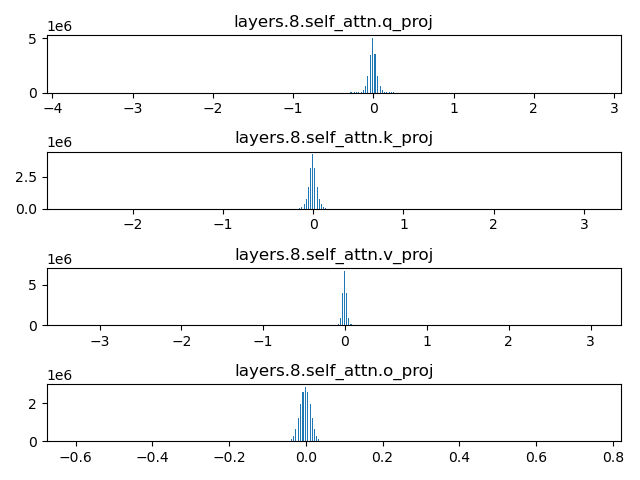 layers.8.self_attn.q_proj
1e6
5
0
−4 −3 −2 −1 0 1 2 3
layers.8.self_attn.k_proj
1e6
2.5
0.0
−2 −1 0 1 2 3
layers.8.self_attn.v_proj
1e6
5
0
−3 −2 −1 0 1 2 3
layers.8.self_attn.o_proj
1e6
2
0
−0.6 −0.4 −0.2 0.0 0.2 0.4 0.6 0.8